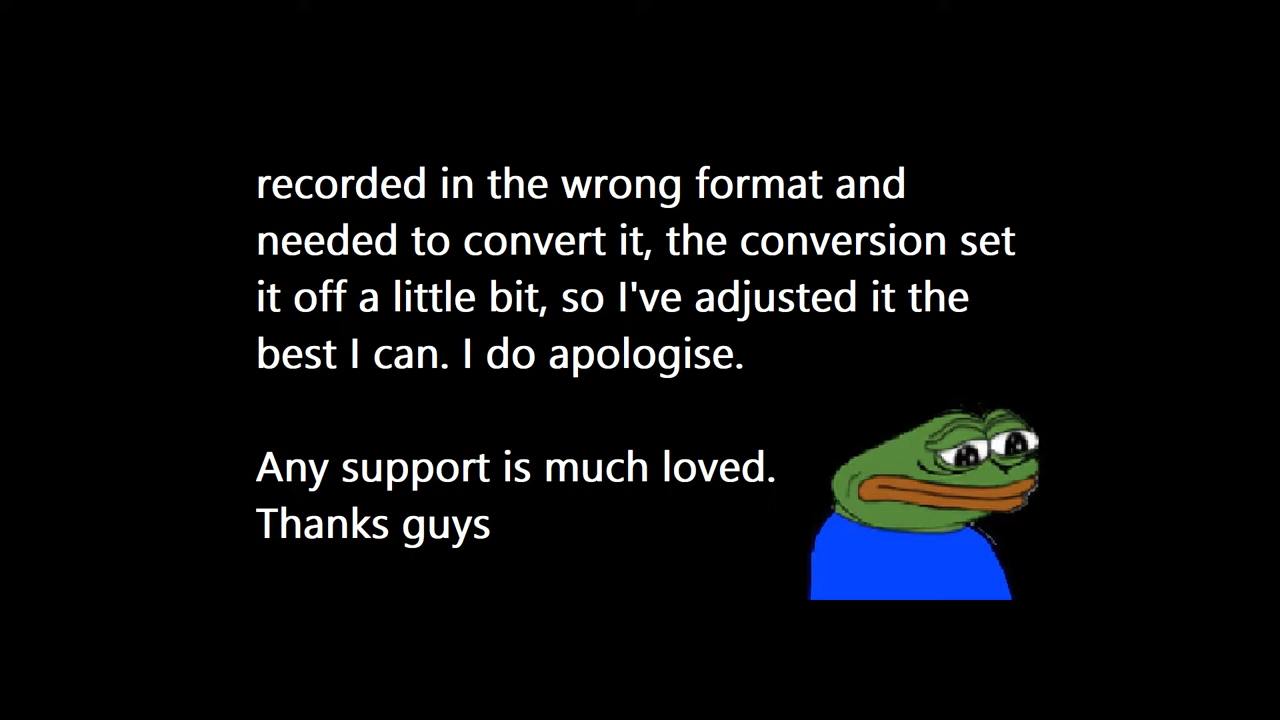 recorded in the wrong format and
needed to convert it, the conversion set
it off a little bit, so I've adjusted it the
best I can. I do apologise.
Any support is much loved.
Thanks guys